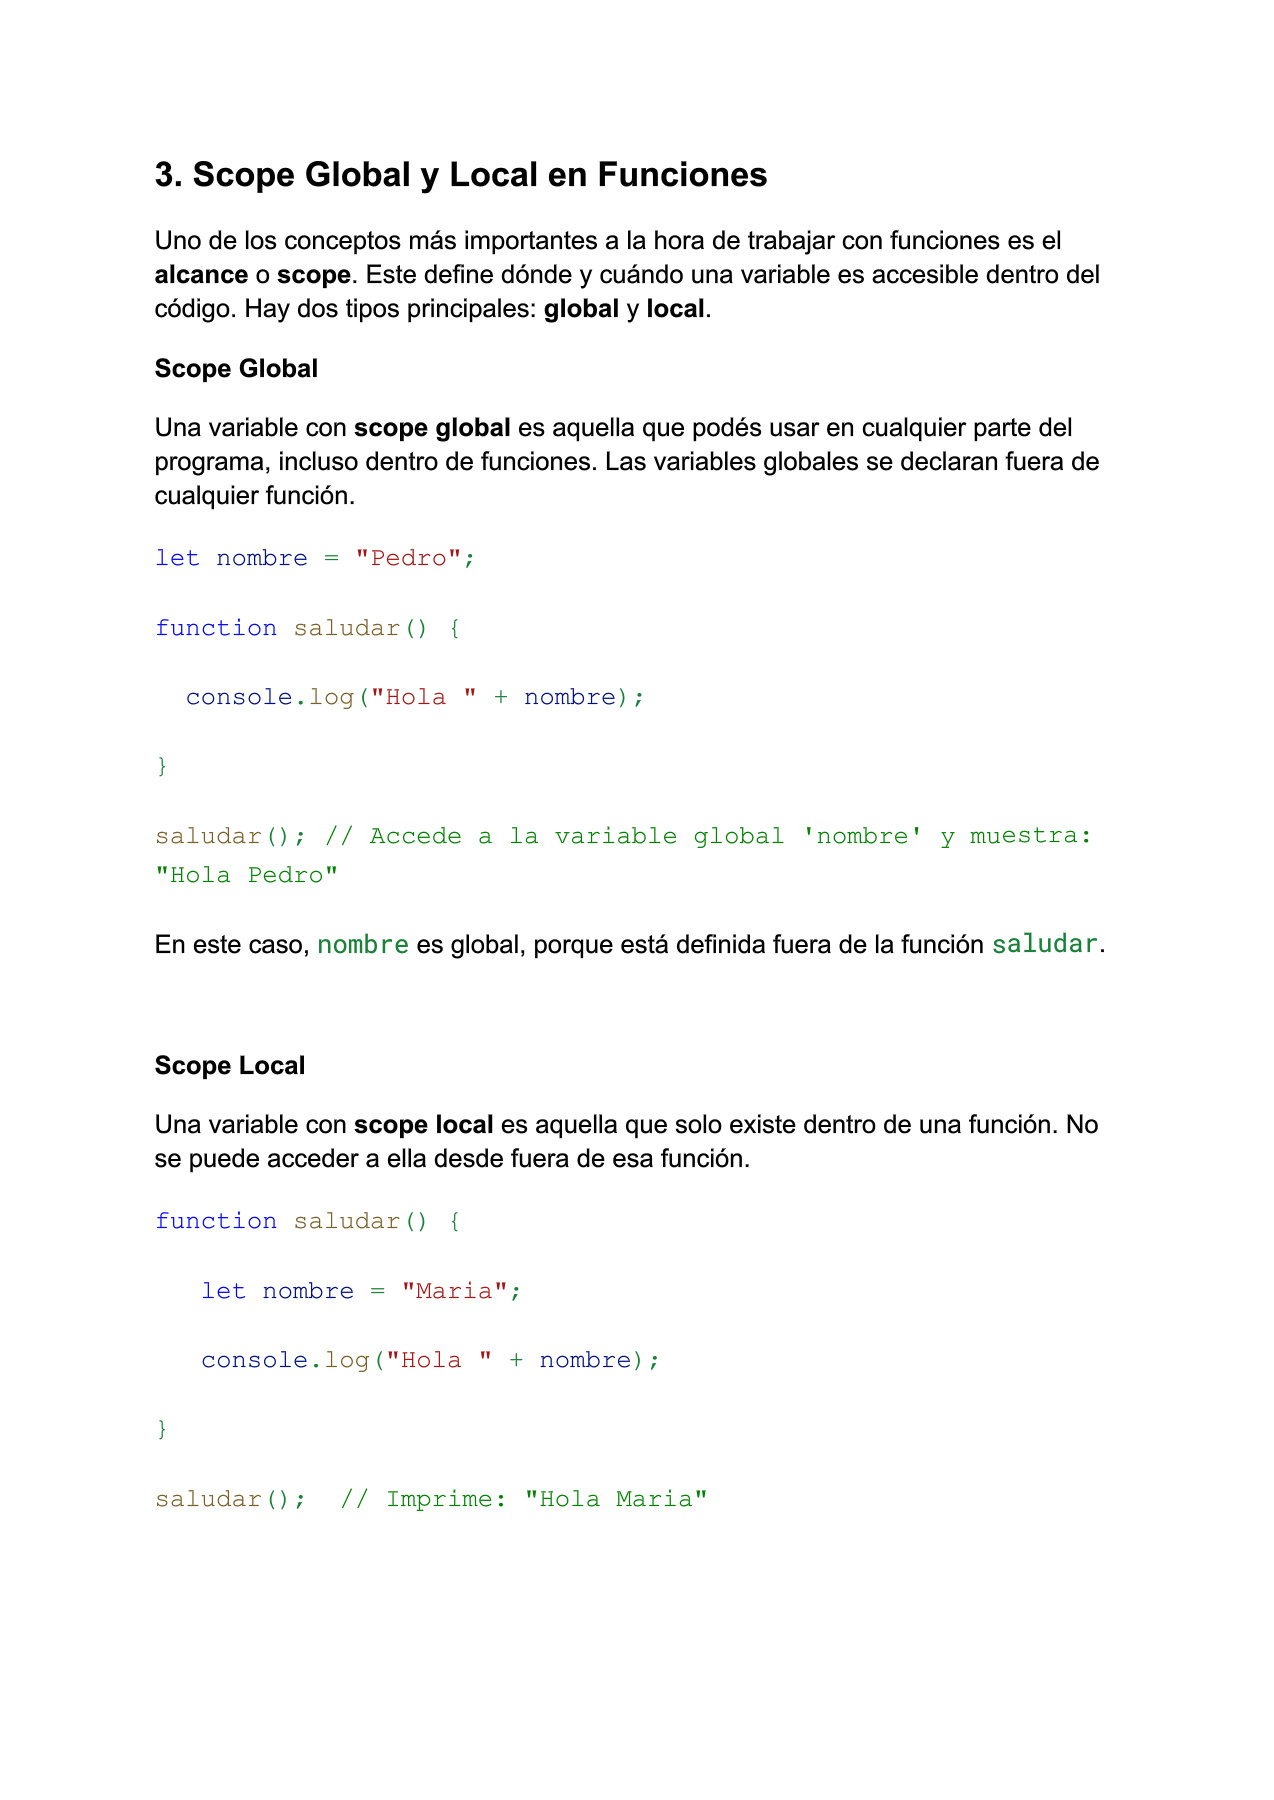 3. Scope Global y Local en Funciones
Uno de los conceptos más importantes a la hora de trabajar con funciones es el
alcance o scope. Este define dónde y cuándo una variable es accesible dentro del
código. Hay dos tipos principales: global y local.
Scope Global
Una variable con scope global es aquella que podés usar en cualquier parte del
programa, incluso dentro de funciones. Las variables globales se declaran fuera de
cualquier función.
let nombre = "Pedro";
function saludar() {
  console.log("Hola " + nombre);
}
saludar(); // Accede a la variable global 'nombre' y muestra:
"Hola Pedro"
En este caso, nombre es global, porque está definida fuera de la función saludar.
Scope Local
Una variable con scope local es aquella que solo existe dentro de una función. No
se puede acceder a ella desde fuera de esa función.
function saludar() {
   let nombre = "Maria";
   console.log("Hola " + nombre);
}
saludar();  // Imprime: "Hola Maria"